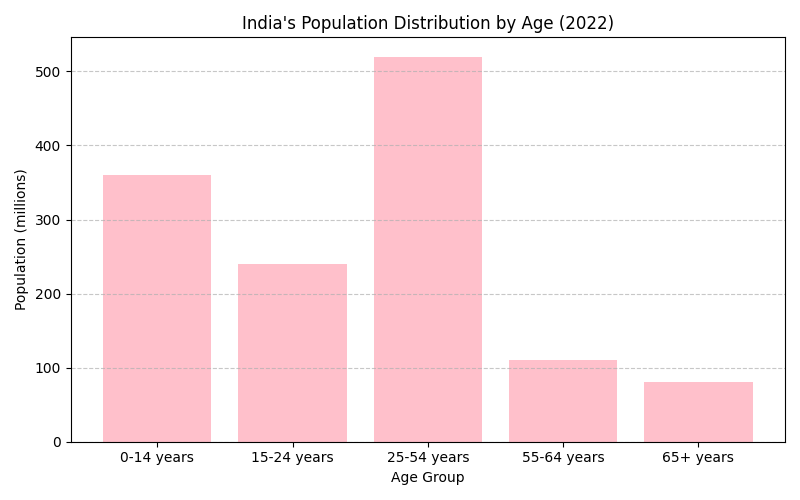 India's Population Distribution by Age (2022)
Population (millions)
500
400
300
200
100
0
0-14 years
15-24 years
25-54 years
55-64 years
65+ years
Age Group